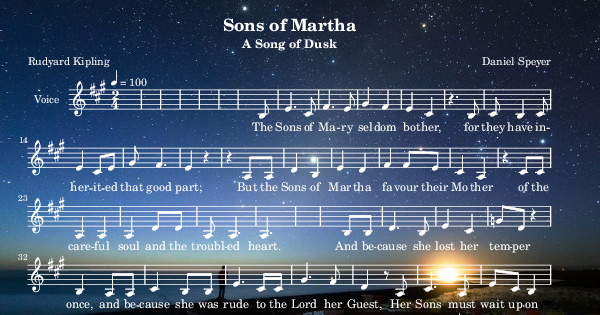 Sons of Martha
A Song of Dusk
Rudyard Kipling
Daniel Speyer
= 100
Voice
The Sons of Ma-ry seldom bother, for they have in-
14
her-it-ed that good part; But the Sons of Martha favour their Mother of the
23
care-ful soul and the troubl-ed heart. And be-cause she lost her temper
32
once, and be-cause she was rude to the Lord her Guest, Her Sons must wait up-on